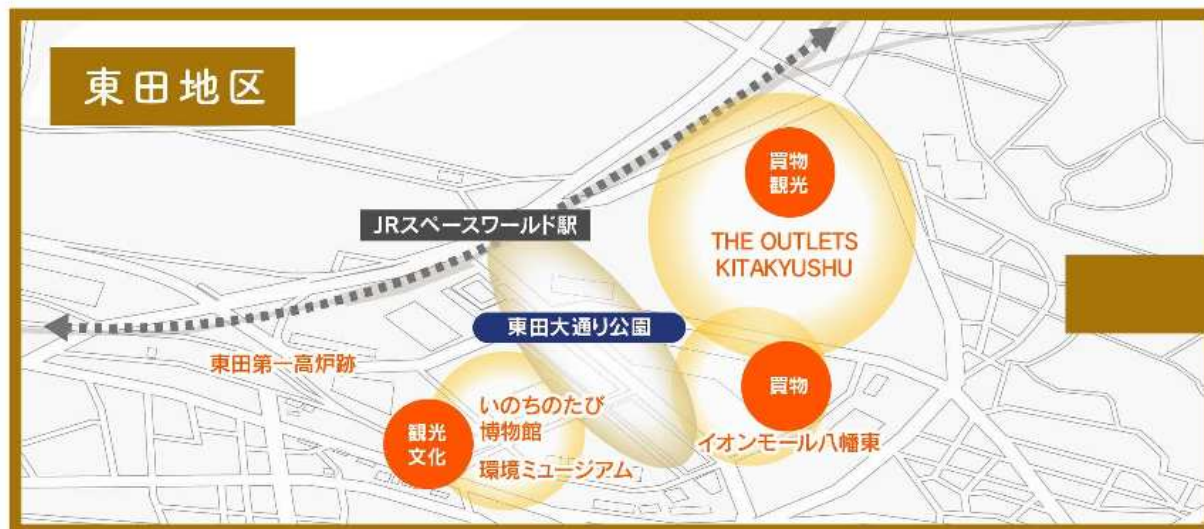 東田地区
買物
観光
JRスペースワールド駅
THE OUTLETS
KITAKYUSHU
東田大通り公園
東田第一高炉跡
買物
いのちのたび
博物館
観光
文化
イオンモール八幡東
環境ミュージアム